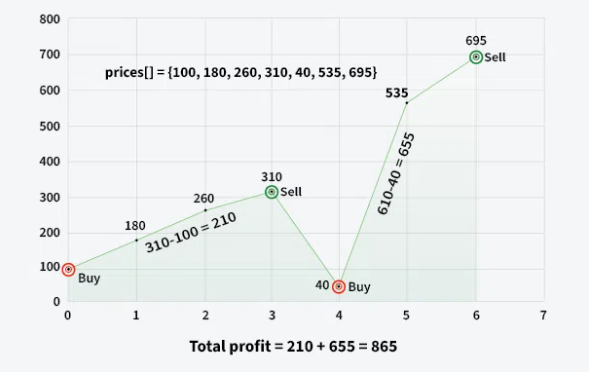 800
700
600
500
400
300
200
100
0
prices[] = {100, 180, 260, 310, 40, 535, 695}
695
Sell
535
610-40 = 655
310
Sell
260
180
310-100 = 210
Buy
40
Buy
0 1 2 3 4 5 6 7
Total profit = 210 + 655 = 865